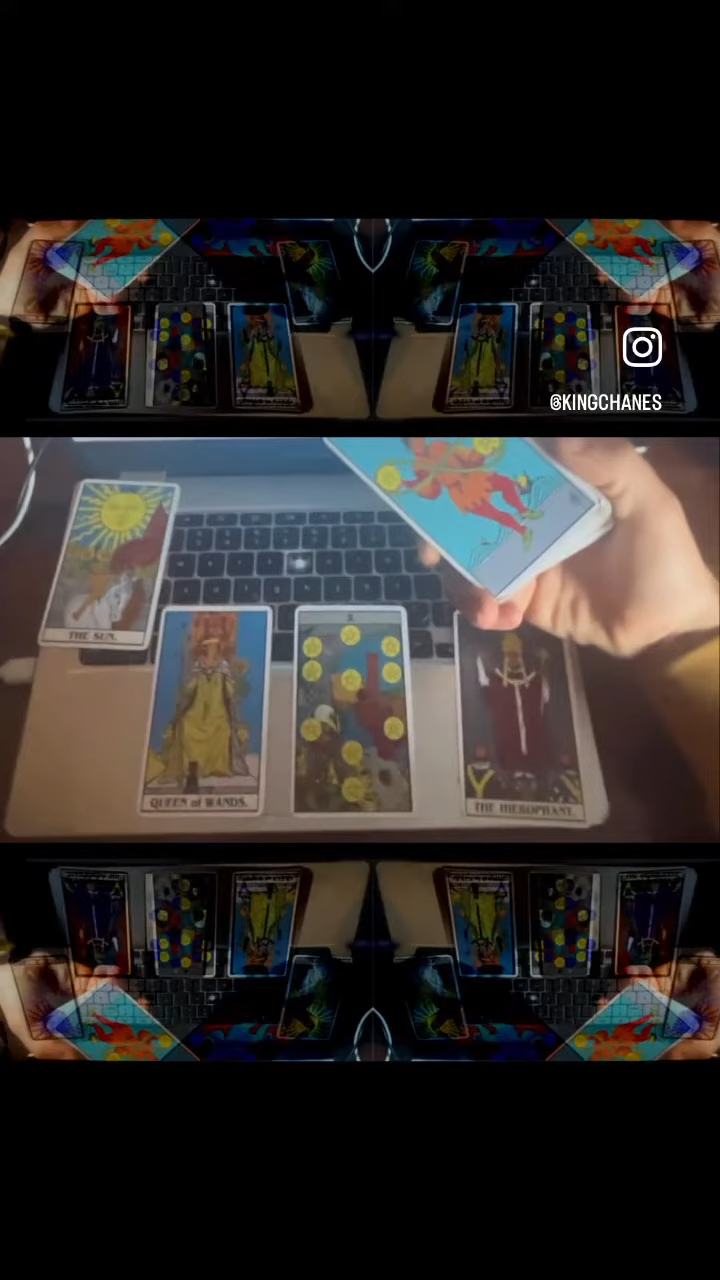 @KINGCHANES
THE SUN.
X
QUEEN of WANDS.
THE HIEROPHANT.